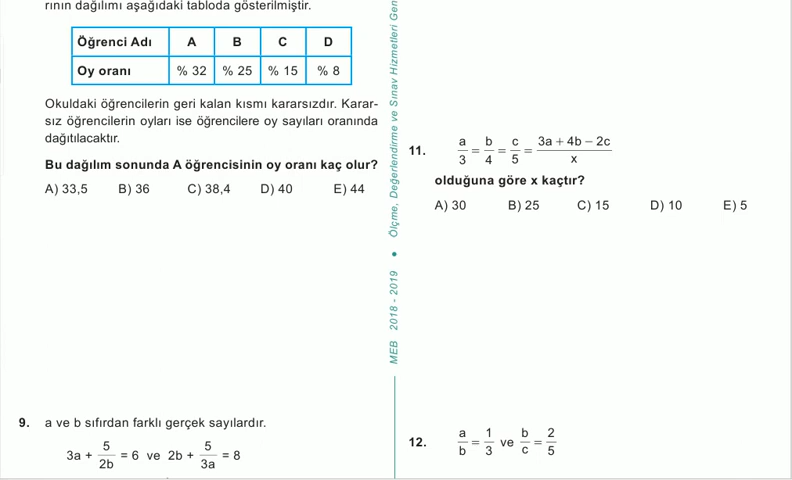 rının dağılımı aşağıdaki tabloda gösterilmiştir.
Öğrenci Adı A B C D
Oy oranı % 32 % 25 % 15 % 8
Okuldaki öğrencilerin geri kalan kısmı kararsızdır. Karar-
sız öğrencilerin oyları ise öğrencilere oy sayıları oranında
dağıtılacaktır.
Bu dağılım sonunda A öğrencisinin oy oranı kaç olur?
A) 33,5 B) 36 C) 38,4 D) 40 E) 44
9. a ve b sıfırdan farklı gerçek sayılardır.
3a + 5/2b = 6 ve 2b + 5/3a = 8
MEB 2018 - 2019 • Ölçme, Değerlendirme ve Sınav Hizmetleri Gen
11. a/3 = b/4 = c/5 = (3a + 4b – 2c)/x
olduğuna göre x kaçtır?
A) 30 B) 25 C) 15 D) 10 E) 5
12. a/b = 1/3 ve b/c = 2/5